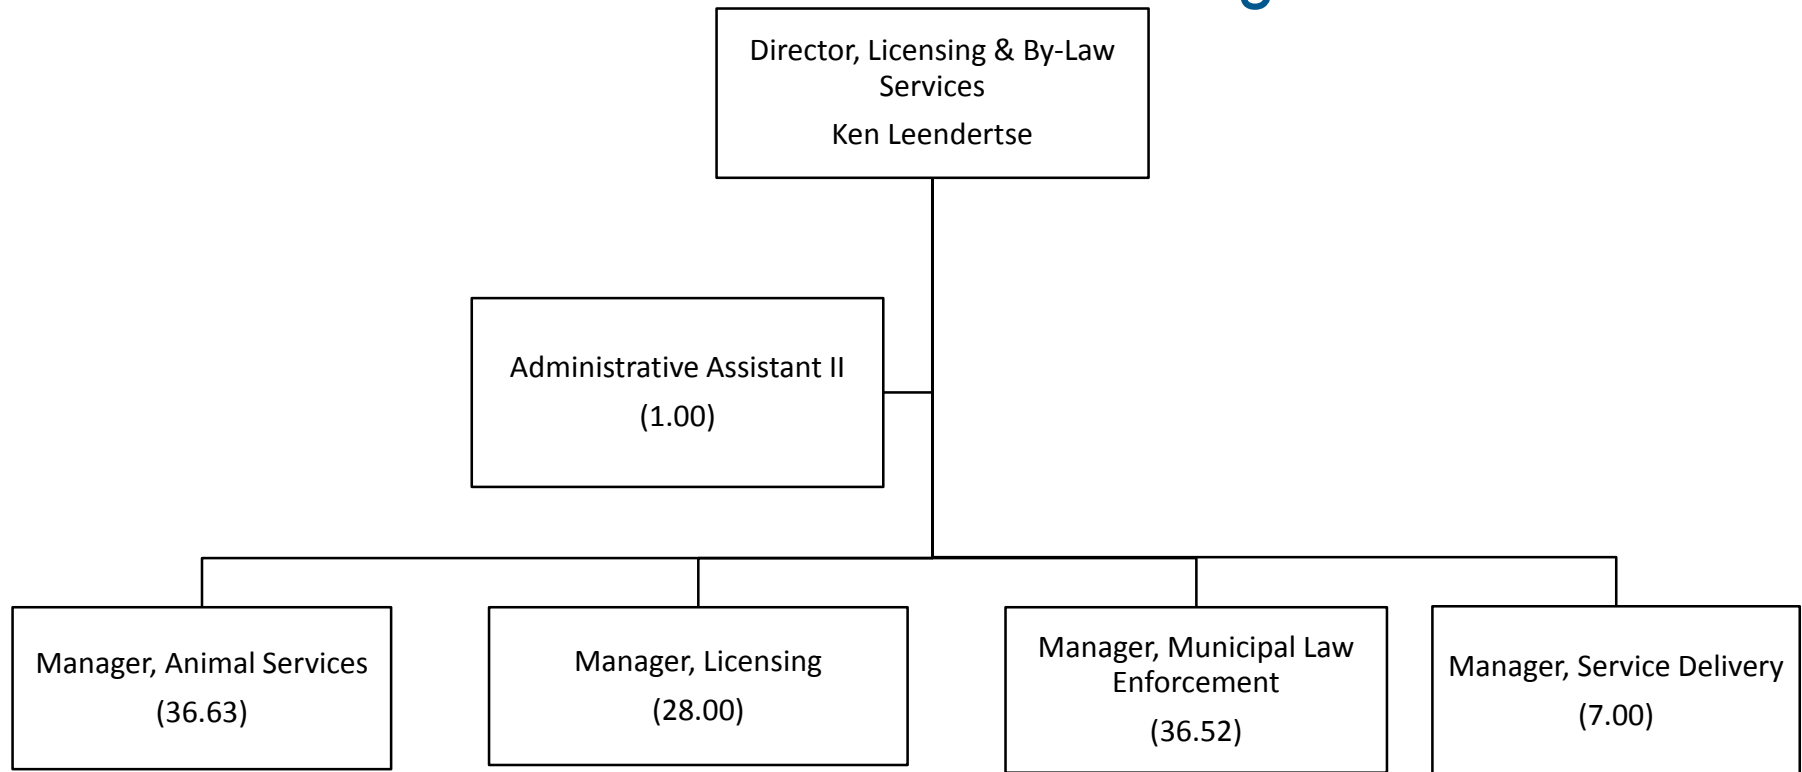 Director, Licensing & By-Law
Services
Ken Leendertse
Administrative Assistant II
(1.00)
Manager, Animal Services
(36.63)
Manager, Licensing
(28.00)
Manager, Municipal Law
Enforcement
(36.52)
Manager, Service Delivery
(7.00)